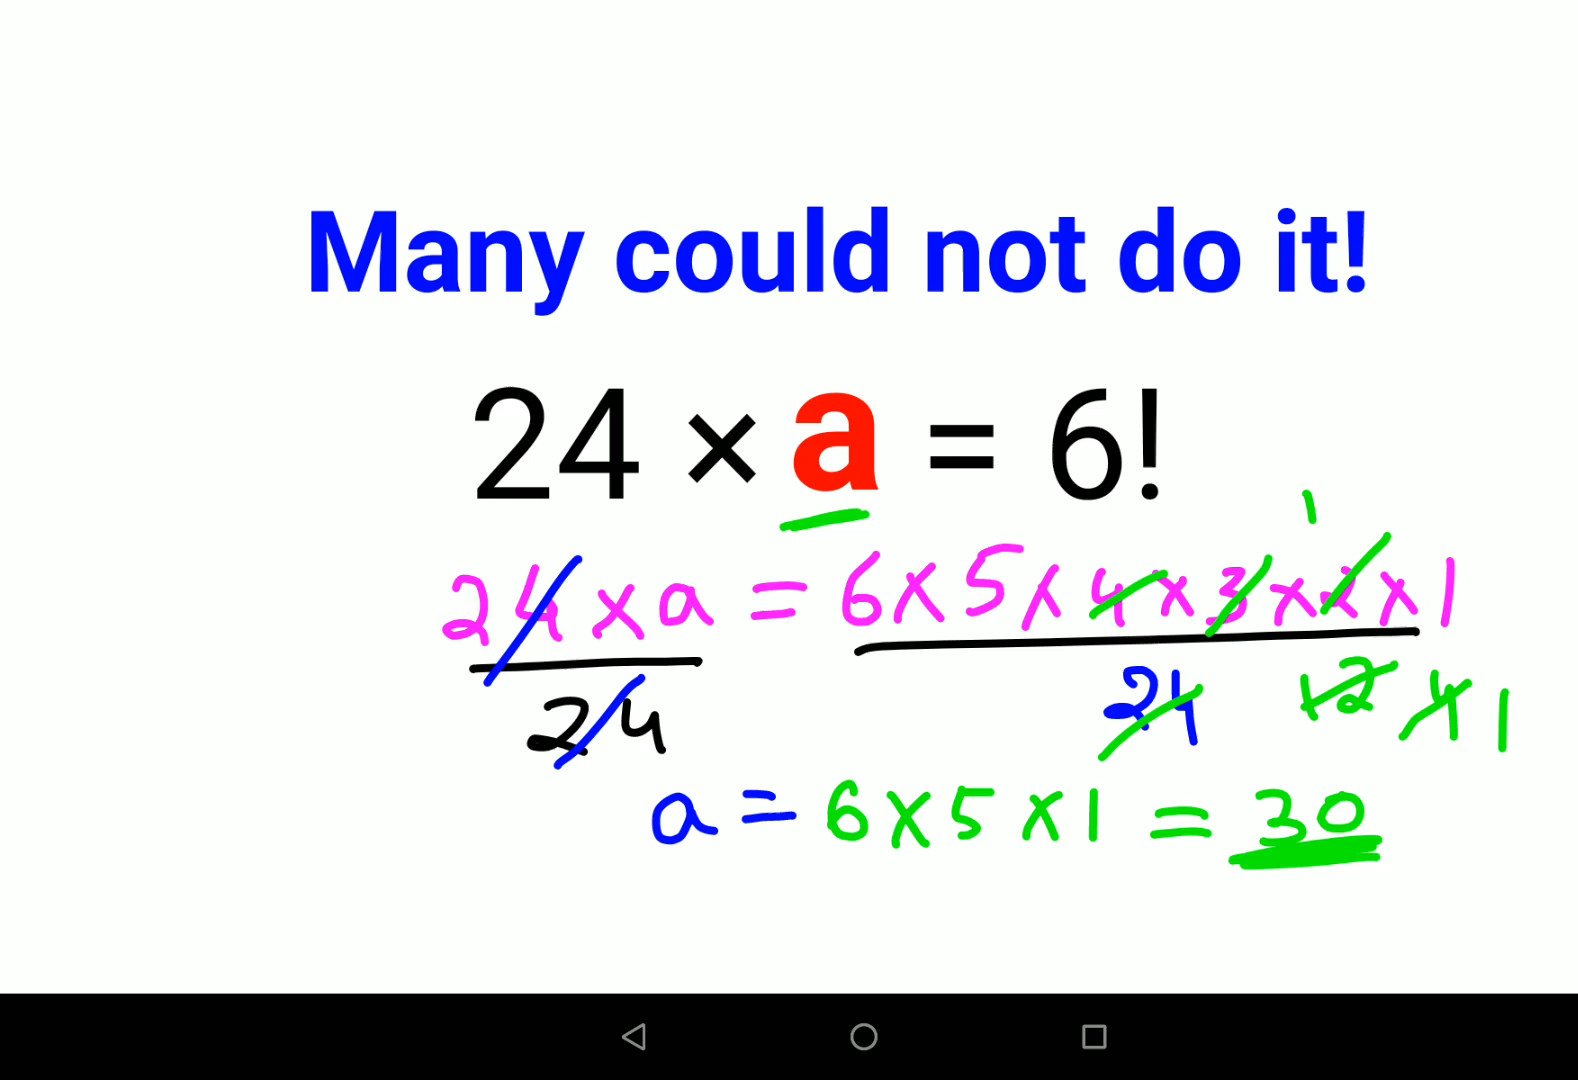 Many could not do it!
24 × a = 6!
1
24 x a = 6 x 5 x 4 x 3 x 2 x 1
24 24 12 4 1
a = 6 x 5 x 1 = 30